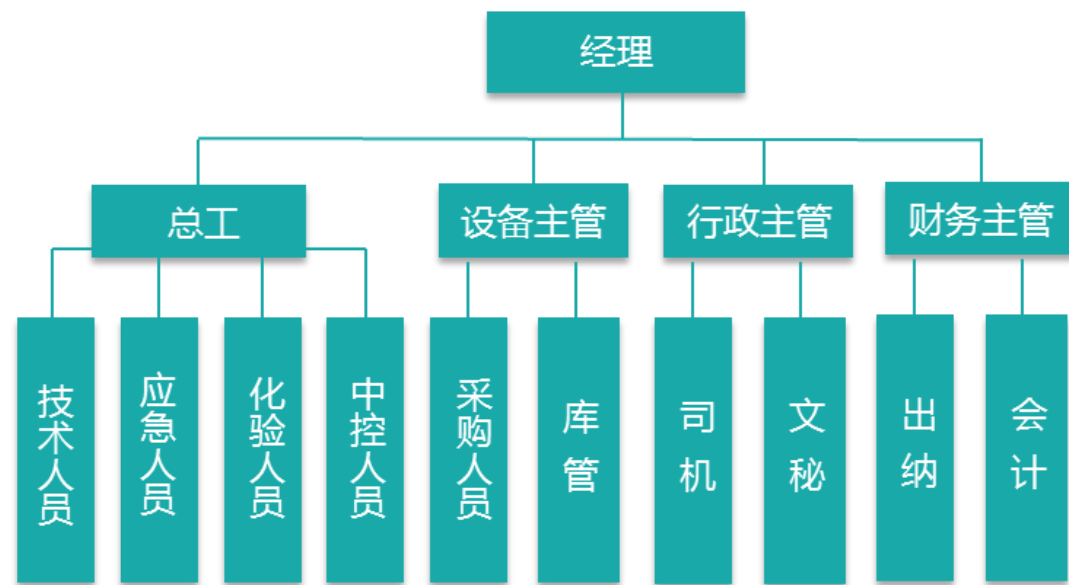 经理
总工
设备主管
行政主管
财务主管
技术人员
应急人员
化验人员
中控人员
采购人员
库管
司机
文秘
出纳
会计